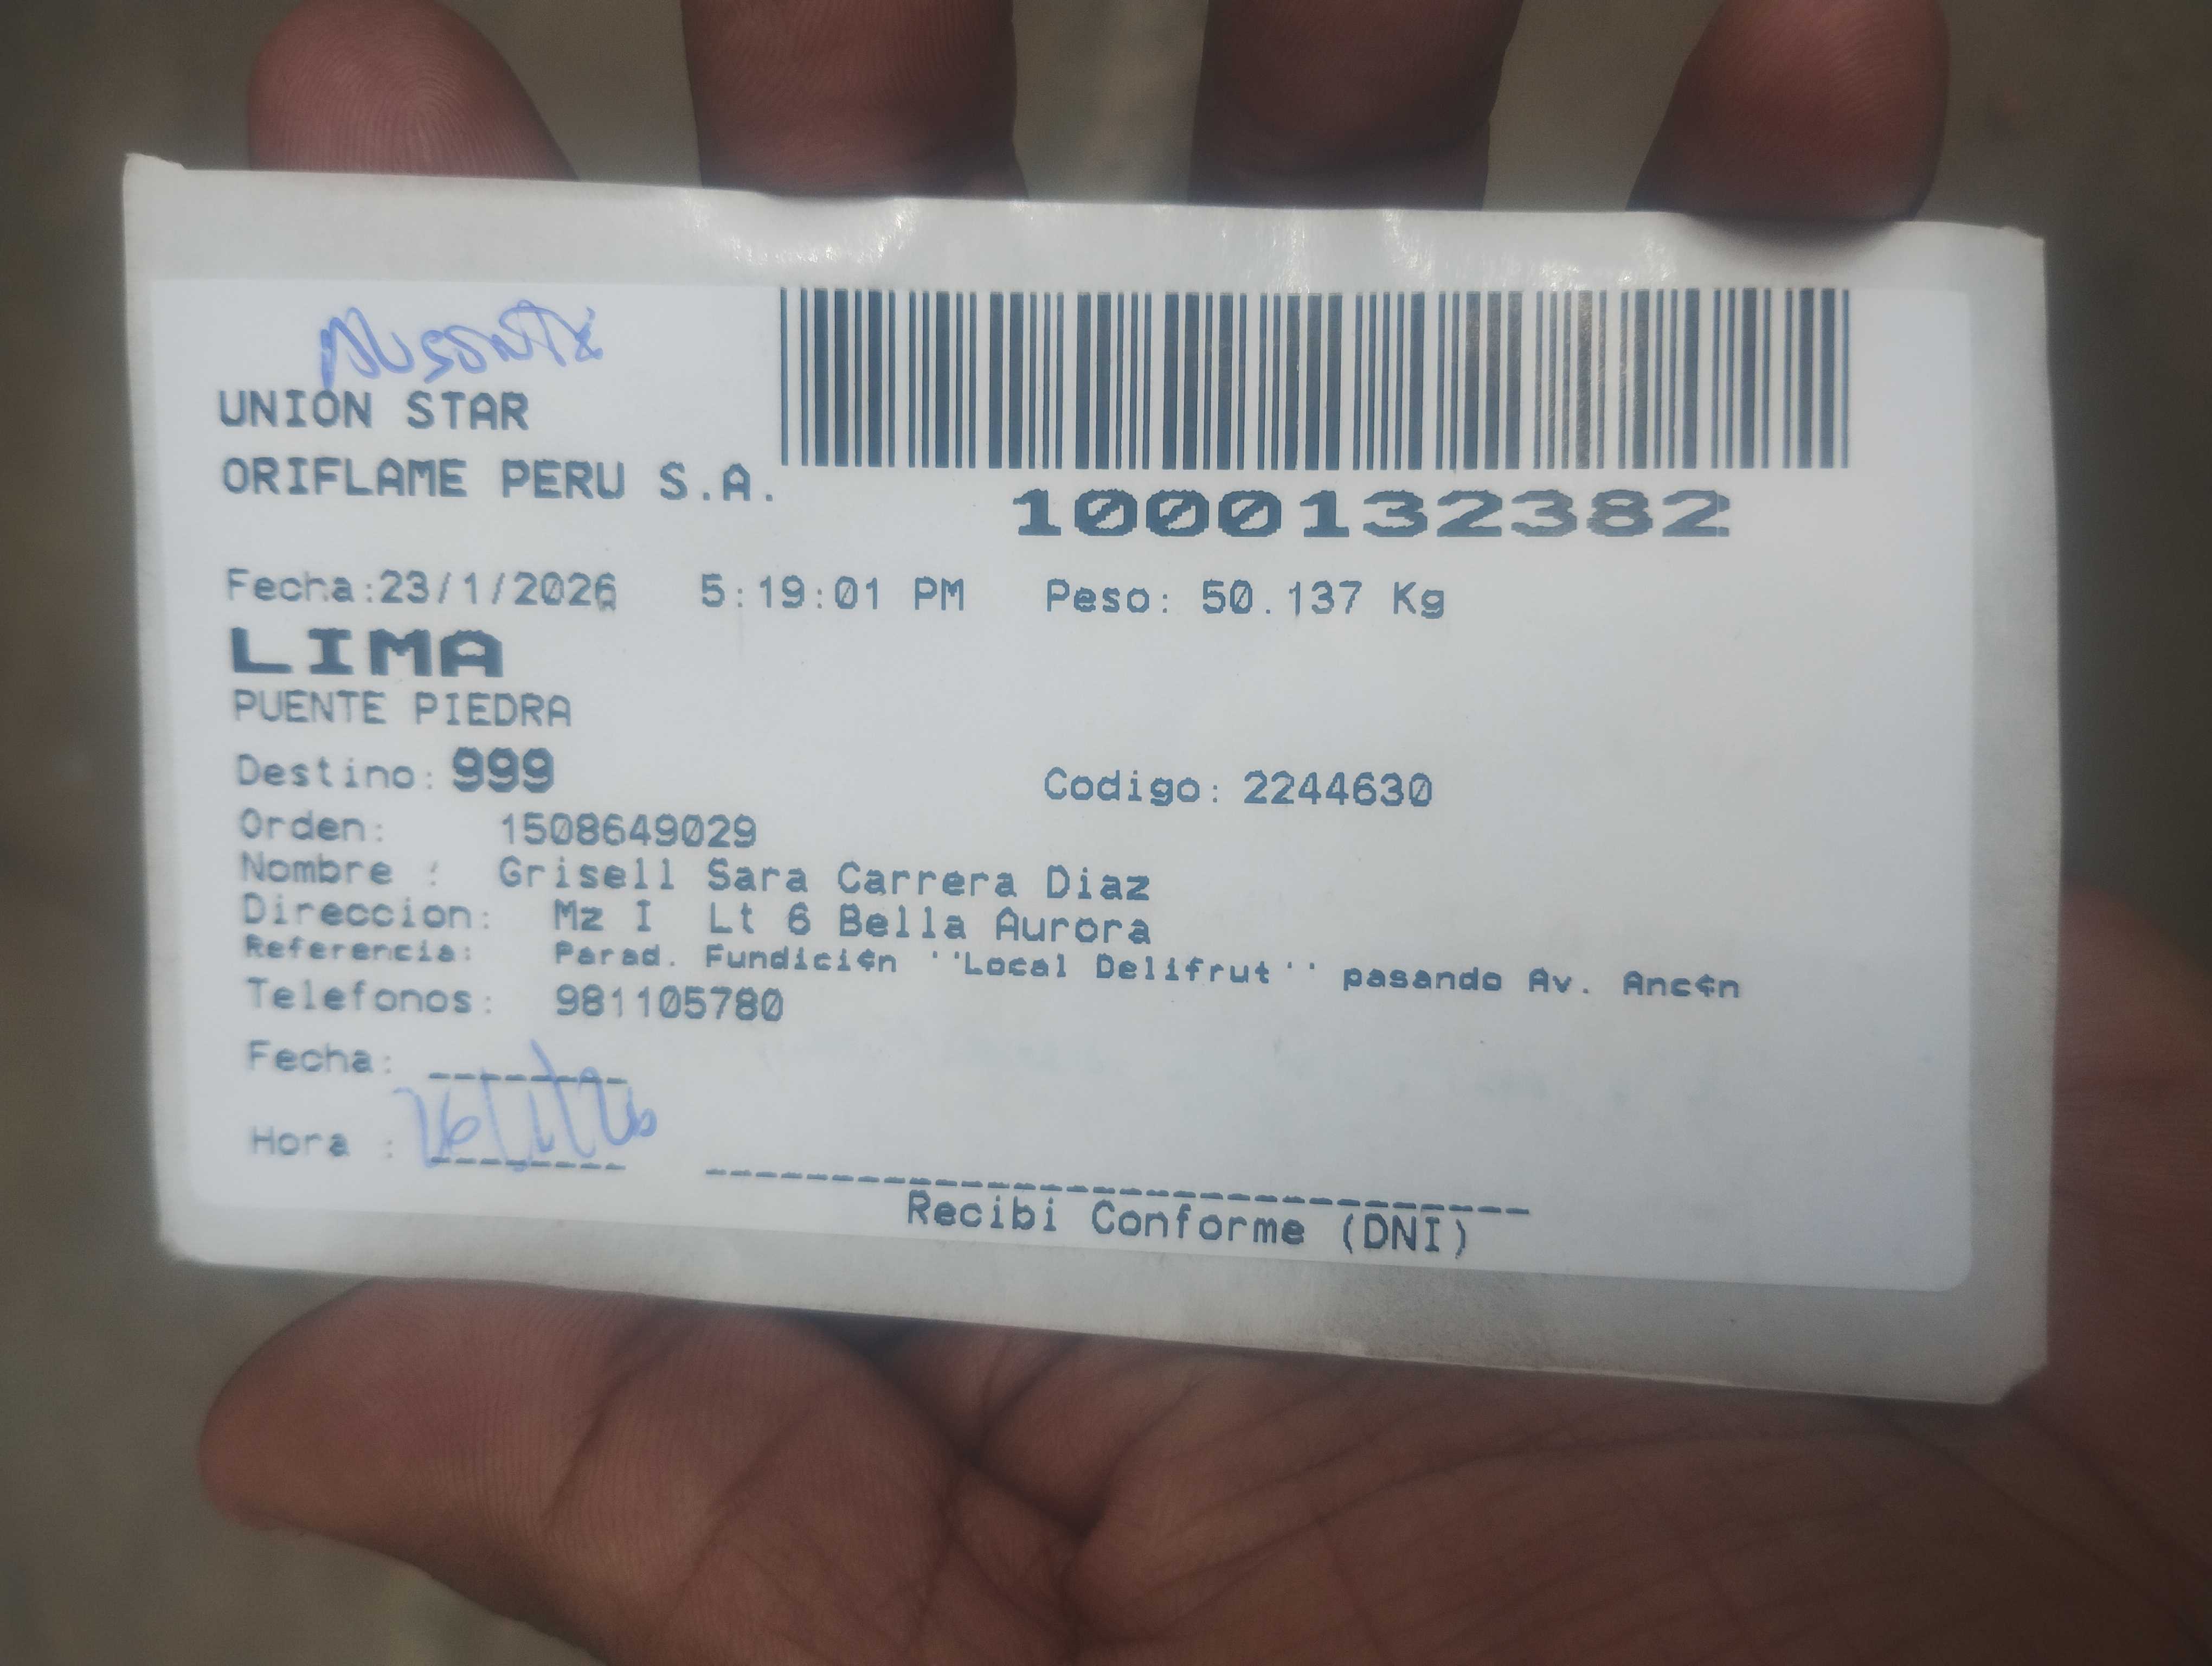 Ausente
UNION STAR
ORIFLAME PERU S.A.
1000132382
Fecha:23/1/2026 5:19:01 PM Peso: 50.137 Kg
LIMA
PUENTE PIEDRA
Destino: 999 Codigo: 2244630
Orden: 1508649029
Nombre : Grisell Sara Carrera Diaz
Direccion: Mz I Lt 6 Bella Aurora
Referencia: Parad. Fundici¢n ''Local Delifrut'' pasando Av. Anc¢n
Telefonos: 981105780
Fecha: --------
26/1/26
Hora : --------
Recibi Conforme (DNI)